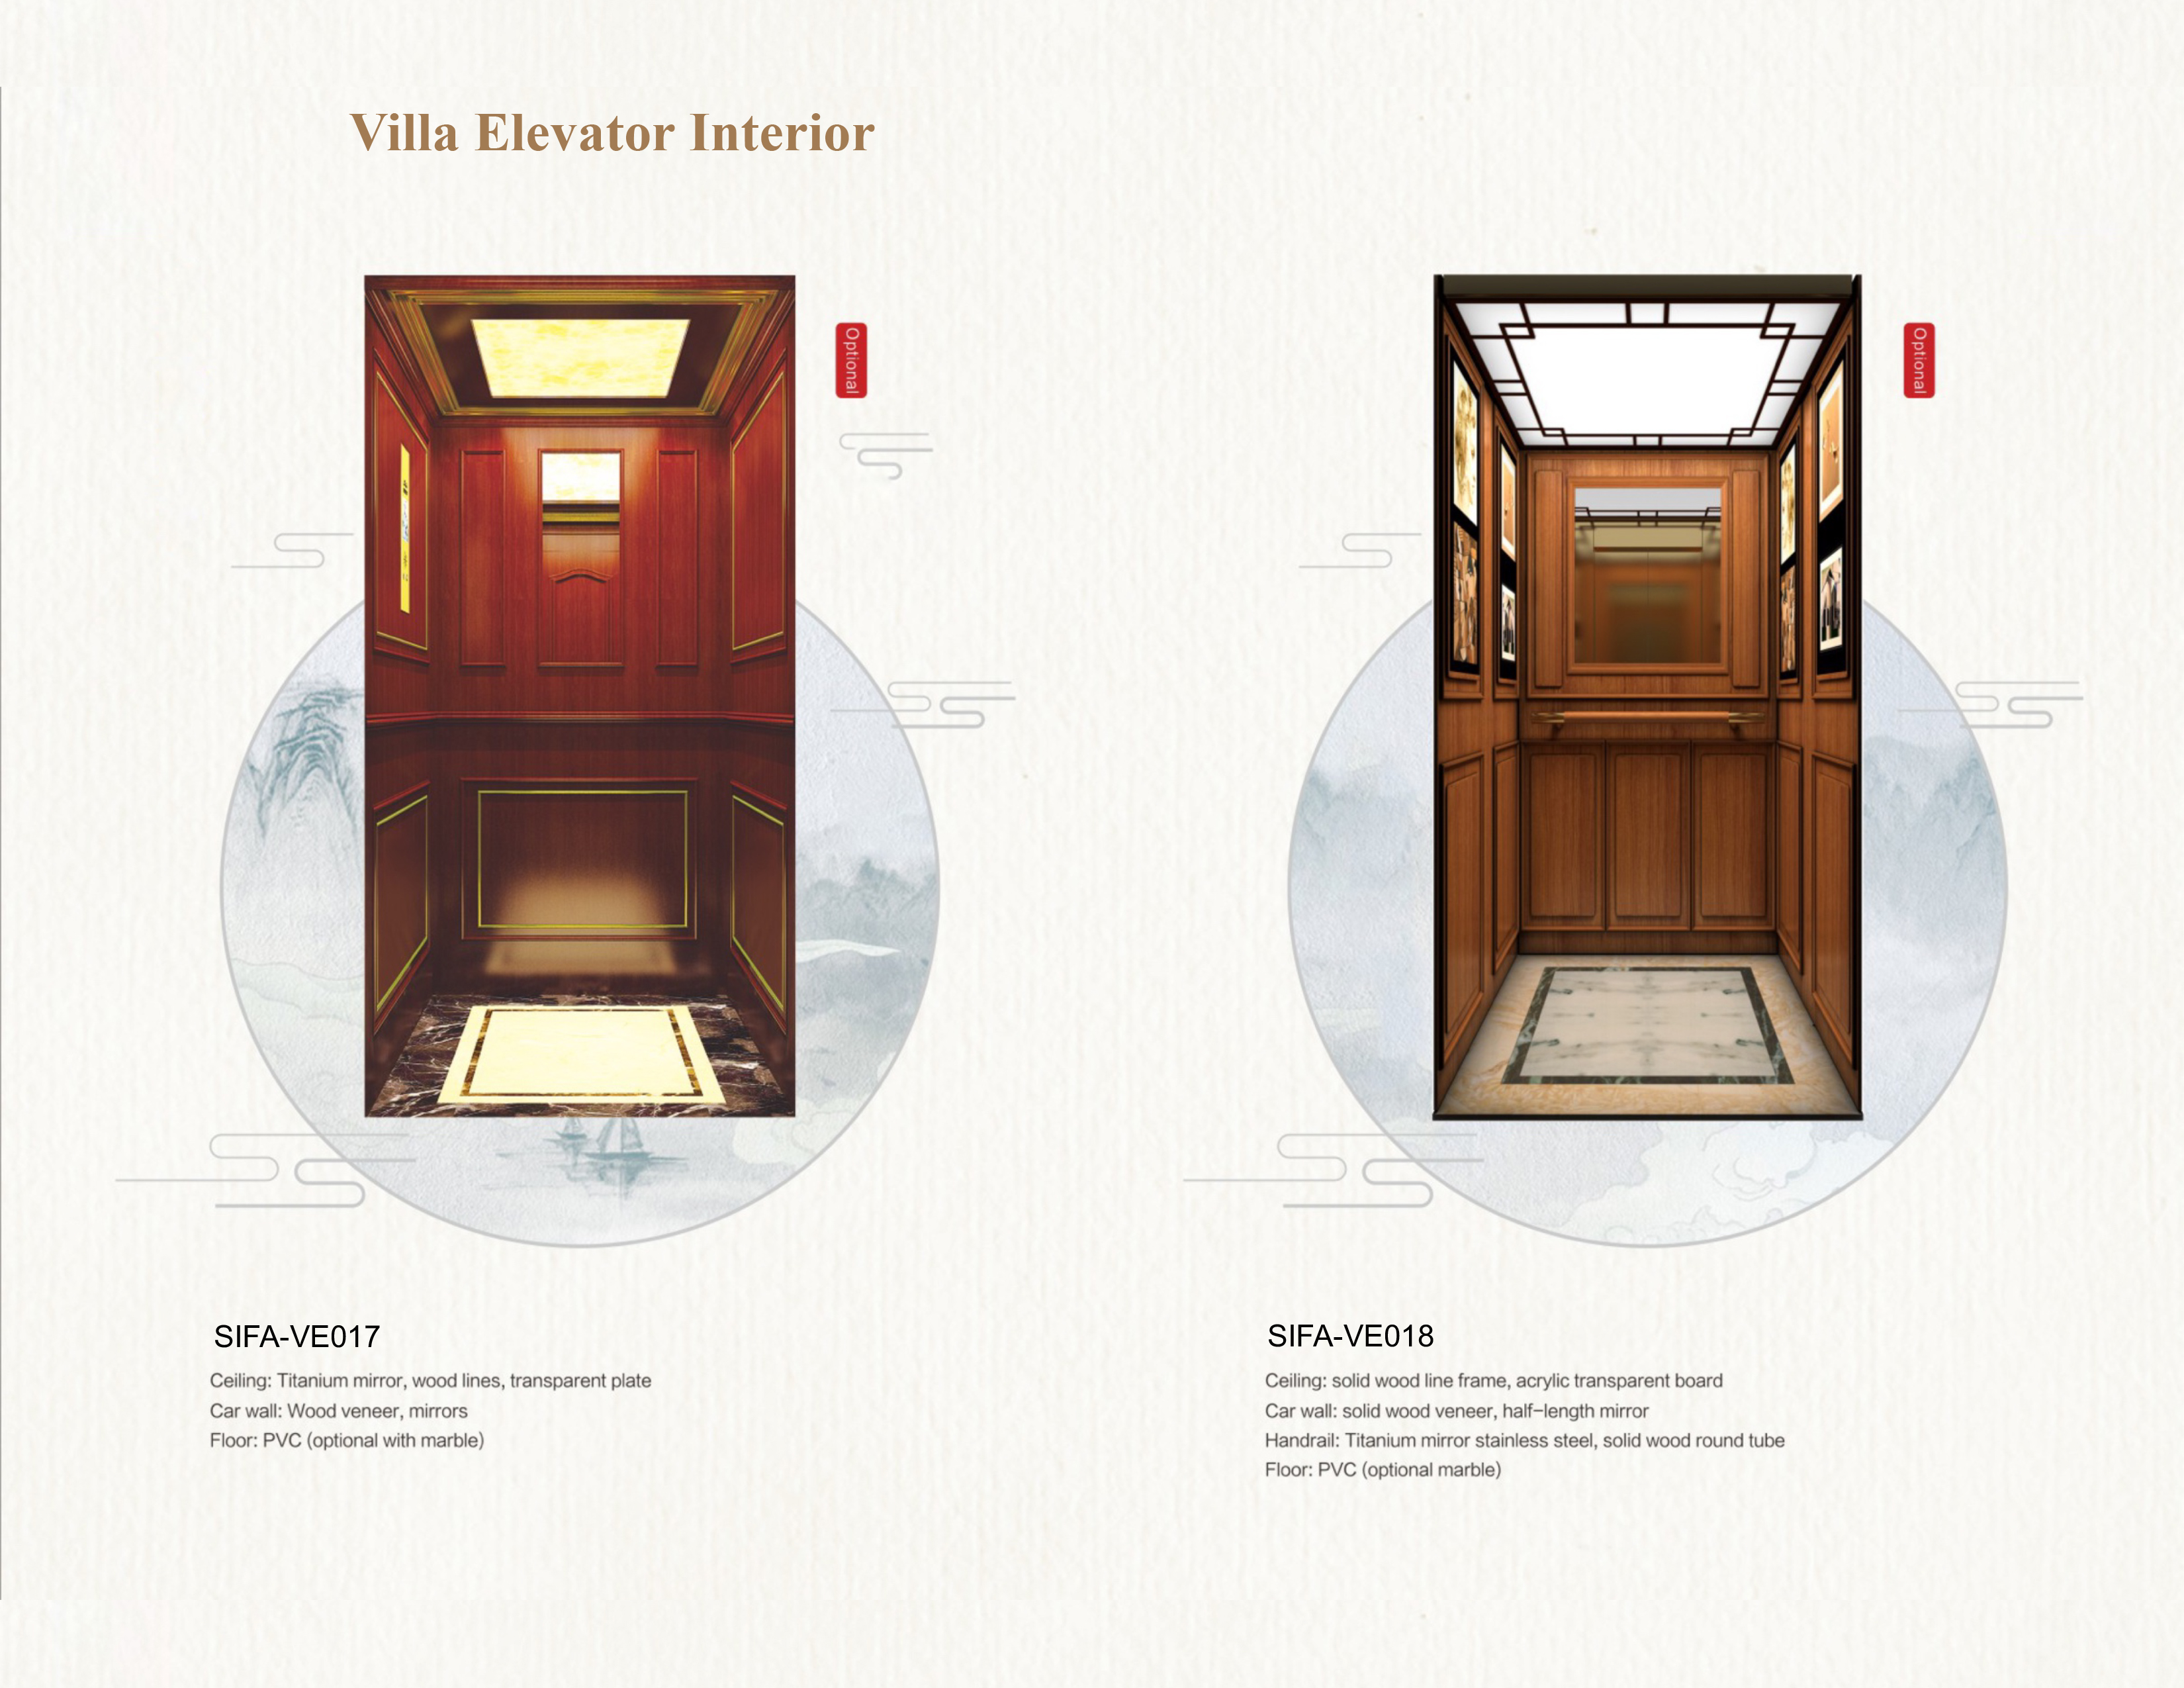 Villa Elevator Interior
Optional
Optional
SIFA-VE017
Ceiling: Titanium mirror, wood lines, transparent plate
Car wall: Wood veneer, mirrors
Floor: PVC (optional with marble)
SIFA-VE018
Ceiling: solid wood line frame, acrylic transparent board
Car wall: solid wood veneer, half-length mirror
Handrail: Titanium mirror stainless steel, solid wood round tube
Floor: PVC (optional marble)